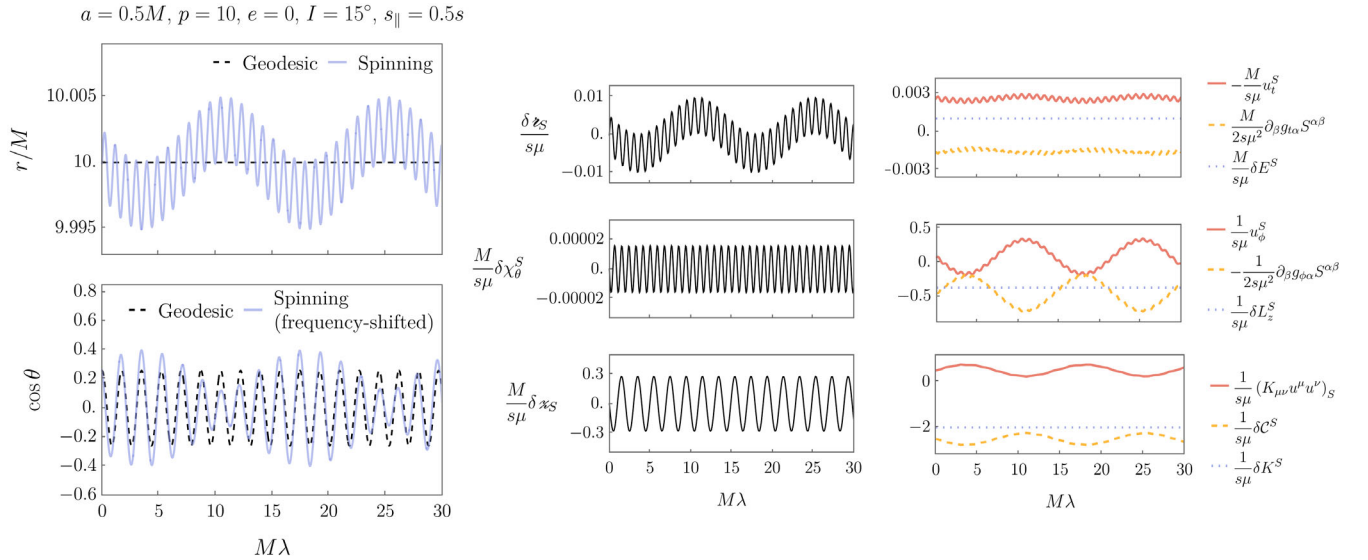 a = 0.5M, p = 10, e = 0, I = 15°, s∥ = 0.5s
Geodesic Spinning
10.005
10.
9.995
r/M
0.8
0.6
0.4
0.2
0.0
−0.2
−0.4
−0.6
Geodesic Spinning
(frequency-shifted)
cos θ
0 5 10 15 20 25 30
Mλ
δ𝓇_S / sμ
0.01
0.
−0.01
M/sμ δχ_θ^S
0.00002
0.
−0.00002
M/sμ δ𝓏_S
0.3
0.
−0.3
0 5 10 15 20 25 30
Mλ
0.003
0.
-0.003
−M/sμ u_t^S
M/2sμ² ∂_β g_{tα} S^{αβ}
M/sμ δE^S
0.5
0.
−0.5
1/sμ u_ϕ^S
−1/2sμ² ∂_β g_{ϕα} S^{αβ}
1/sμ δL_z^S
0
−2
0 5 10 15 20 25 30
Mλ
1/sμ (K_{μν} u^μ u^ν)_S
1/sμ δ𝒞^S
1/sμ δK^S